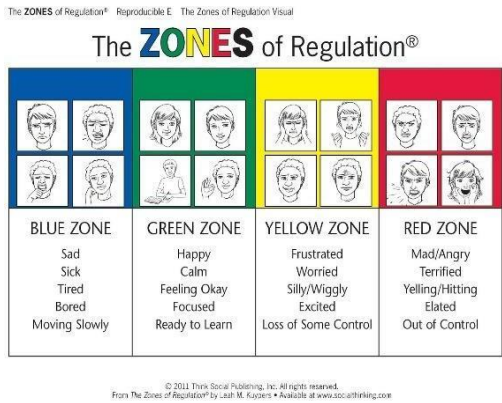 The ZONES of Regulation® Reproducible E The Zones of Regulation Visual
The ZONES of Regulation®
BLUE ZONE
Sad
Sick
Tired
Bored
Moving Slowly
GREEN ZONE
Happy
Calm
Feeling Okay
Focused
Ready to Learn
YELLOW ZONE
Frustrated
Worried
Silly/Wiggly
Excited
Loss of Some Control
RED ZONE
Mad/Angry
Terrified
Yelling/Hitting
Elated
Out of Control
© 2011 Think Social Publishing, Inc. All rights reserved.
From The Zones of Regulation® by Leah M. Kuypers • Available at www.socialthinking.com